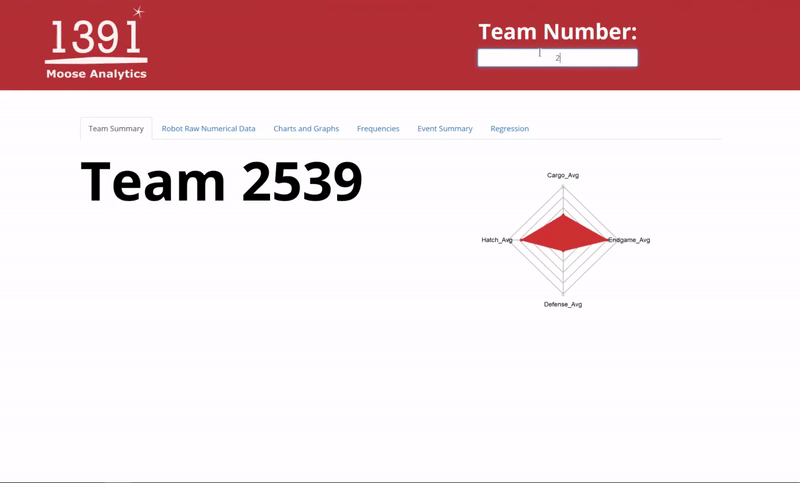 1391
Moose Analytics
Team Number:
2
Team Summary
Robot Raw Numerical Data
Charts and Graphs
Frequencies
Event Summary
Regression
Team 2539
Cargo_Avg
Hatch_Avg
Endgame_Avg
Defense_Avg